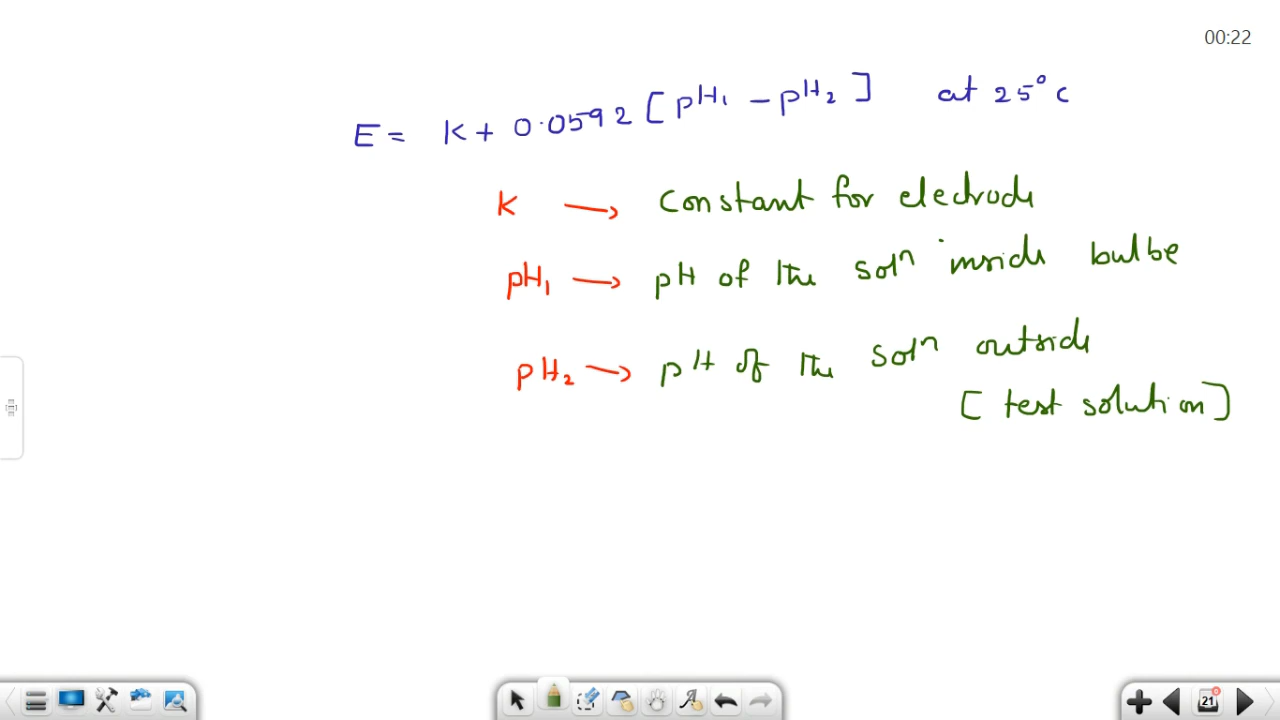 00:22
E = K + 0.0592 [ pH₁ - pH₂ ] at 25° c
K → Constant for electrode
pH₁ → pH of the solⁿ inside bulbe
pH₂ → pH of the solⁿ outside
[ test solution ]
21